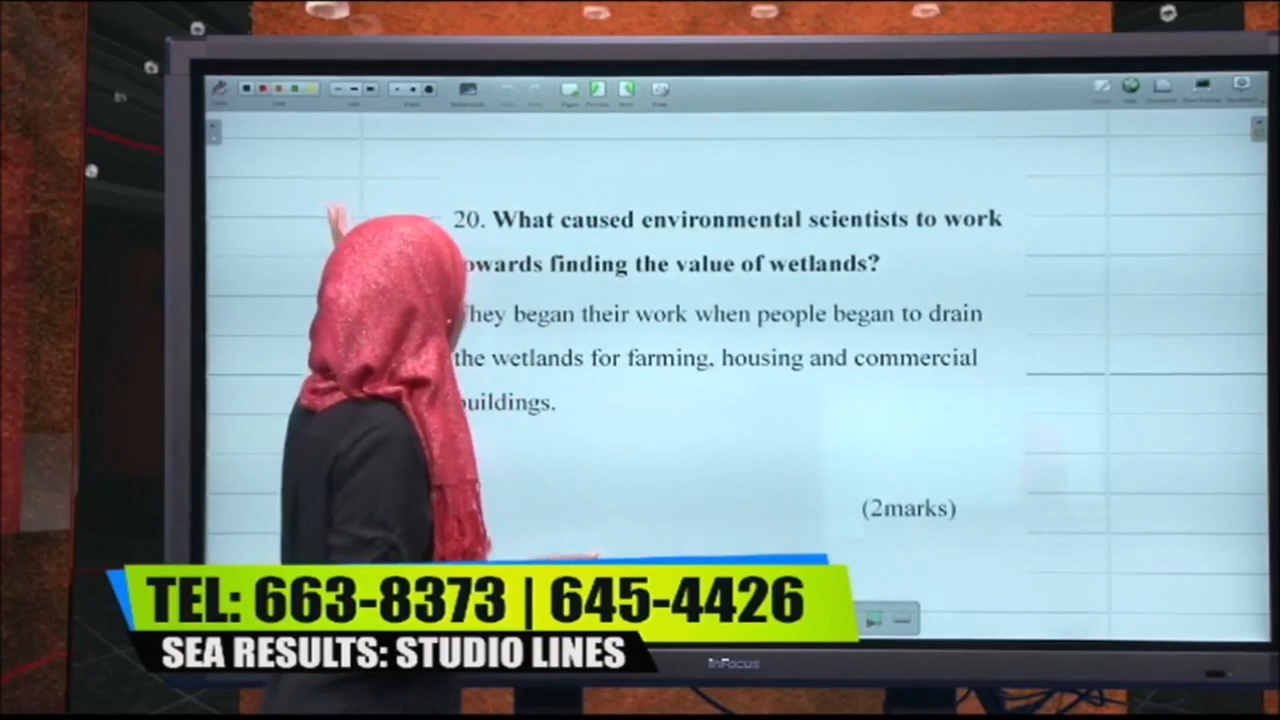 20. What caused environmental scientists to work
owards finding the value of wetlands?
hey began their work when people began to drain
the wetlands for farming, housing and commercial
buildings.
(2marks)
TEL: 663-8373 | 645-4426
SEA RESULTS: STUDIO LINES
InFocus